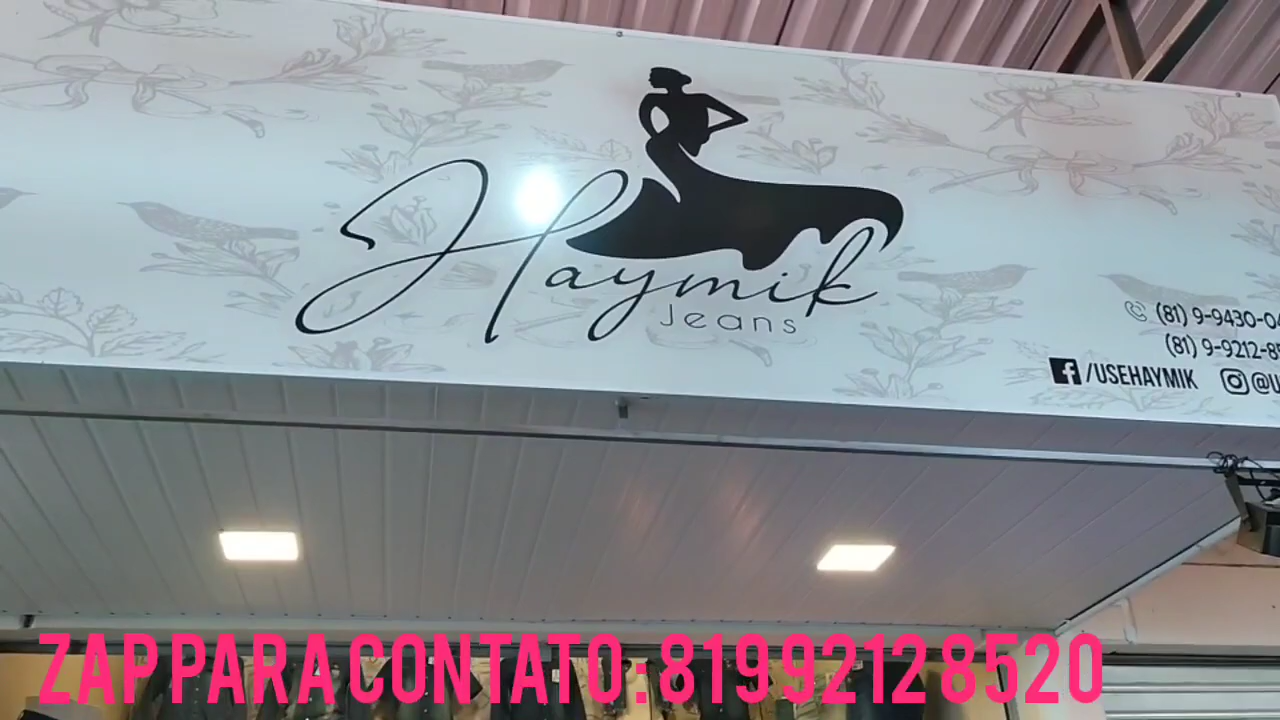 Haymik
Jeans
(81) 9-9430-0
(81) 9-9212-8
/USEHAYMIK @U
ZAP PARA CONTATO: 81992128520